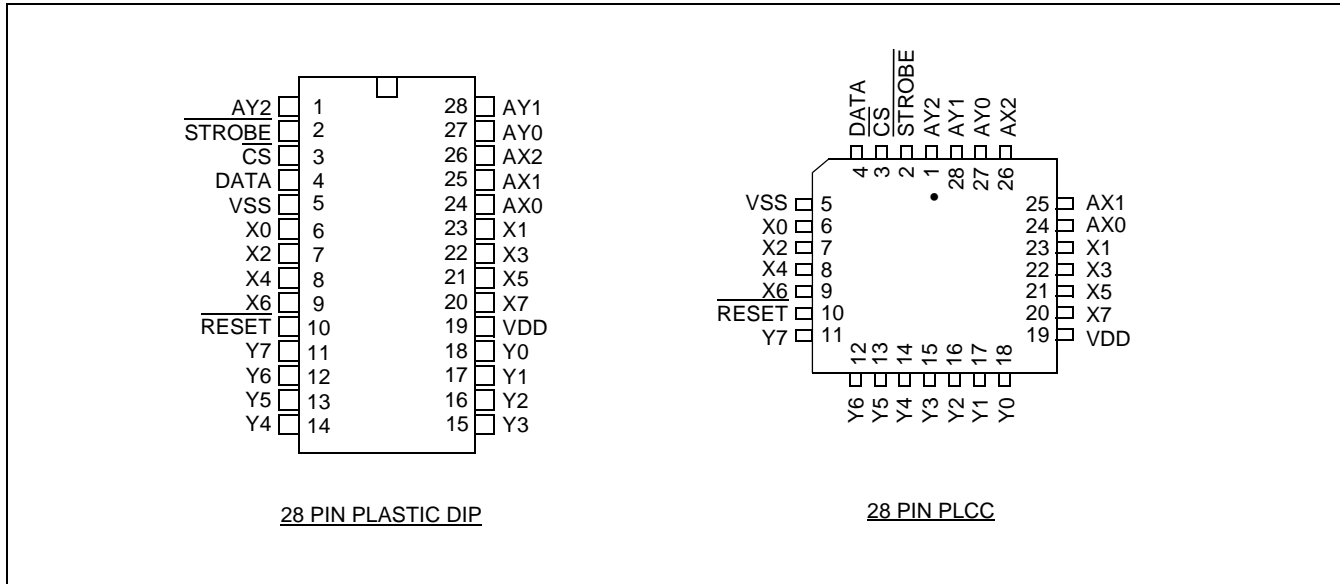 AY2 1 28 AY1
STROBE 2 27 AY0
CS 3 26 AX2
DATA 4 25 AX1
VSS 5 24 AX0
X0 6 23 X1
X2 7 22 X3
X4 8 21 X5
X6 9 20 X7
RESET 10 19 VDD
Y7 11 18 Y0
Y6 12 17 Y1
Y5 13 16 Y2
Y4 14 15 Y3
28 PIN PLASTIC DIP
DATA CS STROBE AY2 AY1 AY0 AX2
4 3 2 1 28 27 26
VSS 5 25 AX1
X0 6 24 AX0
X2 7 23 X1
X4 8 22 X3
X6 9 21 X5
RESET 10 20 X7
Y7 11 19 VDD
12 13 14 15 16 17 18
Y6 Y5 Y4 Y3 Y2 Y1 Y0
28 PIN PLCC